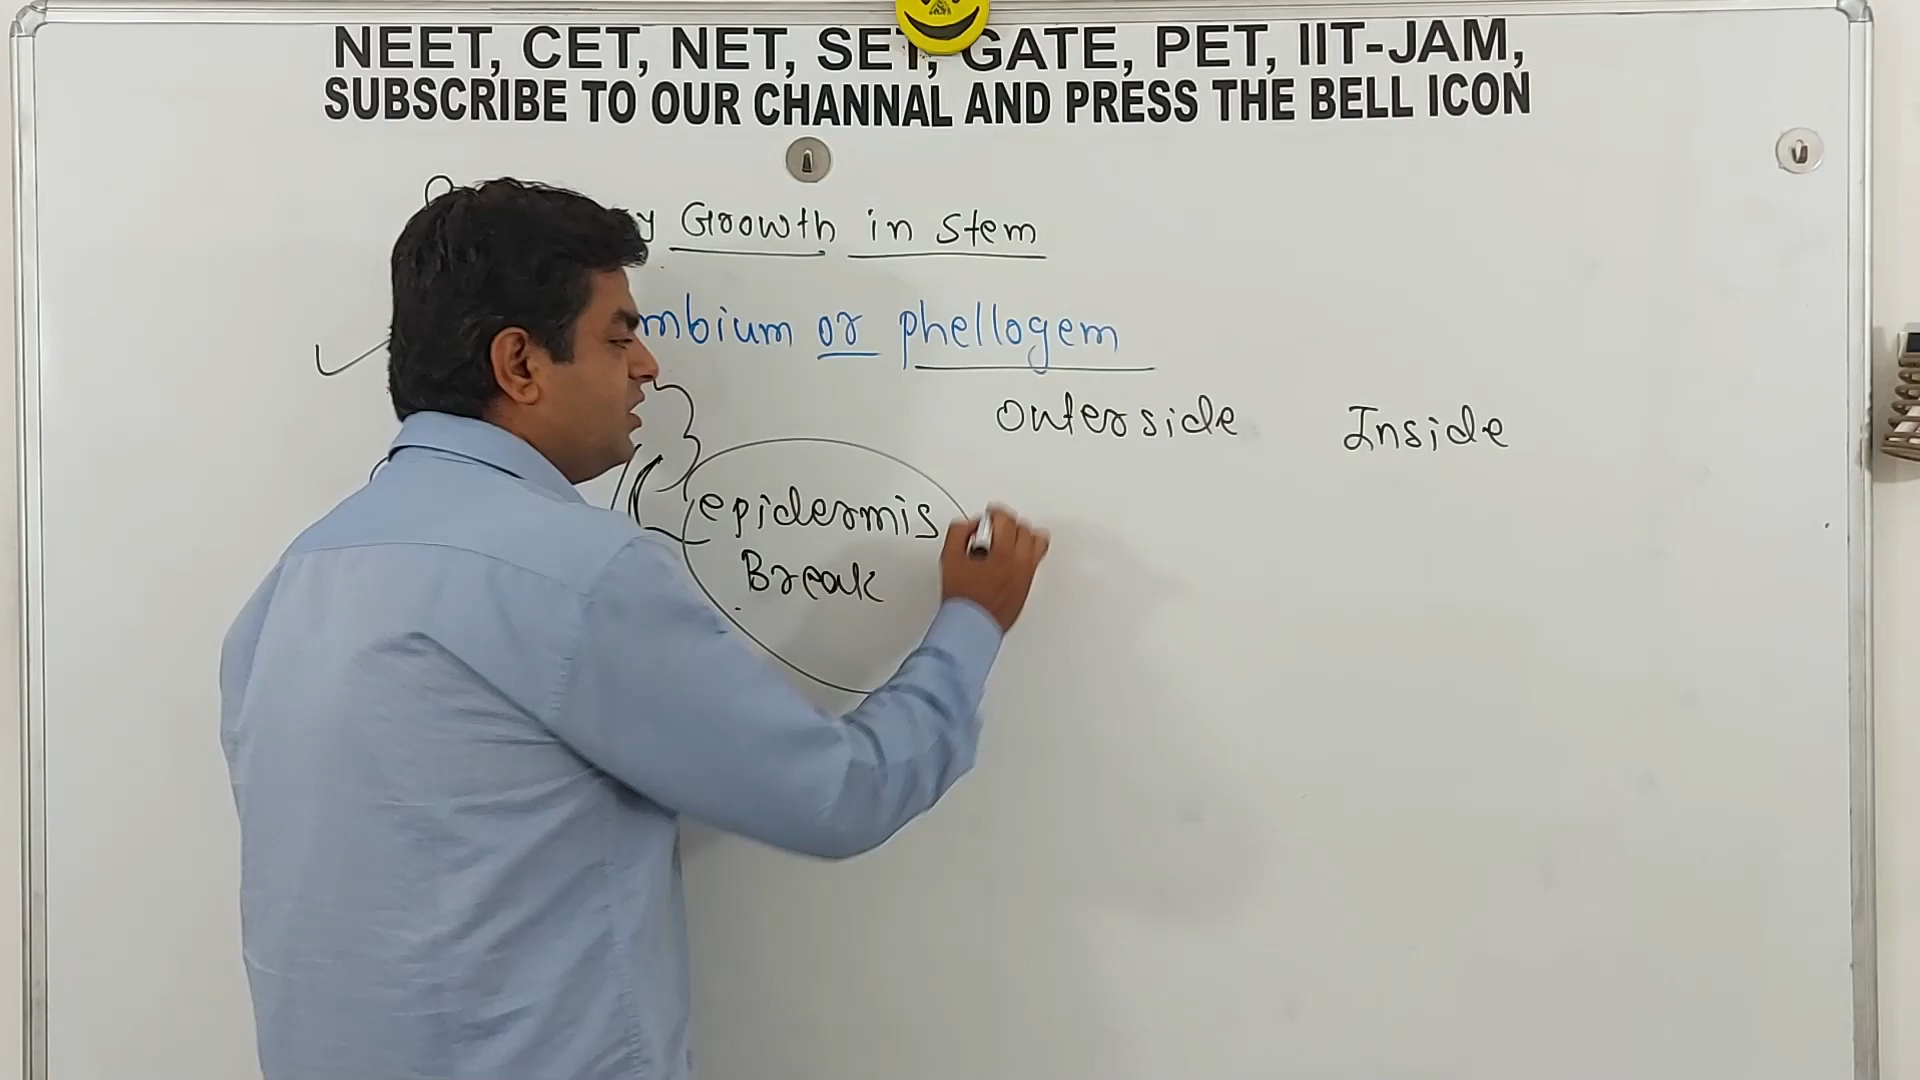 NEET, CET, NET, SET, GATE, PET, IIT-JAM,
SUBSCRIBE TO OUR CHANNAL AND PRESS THE BELL ICON
Growth in Stem
mbium or phellogem
Outerside Inside
epidermis
Break